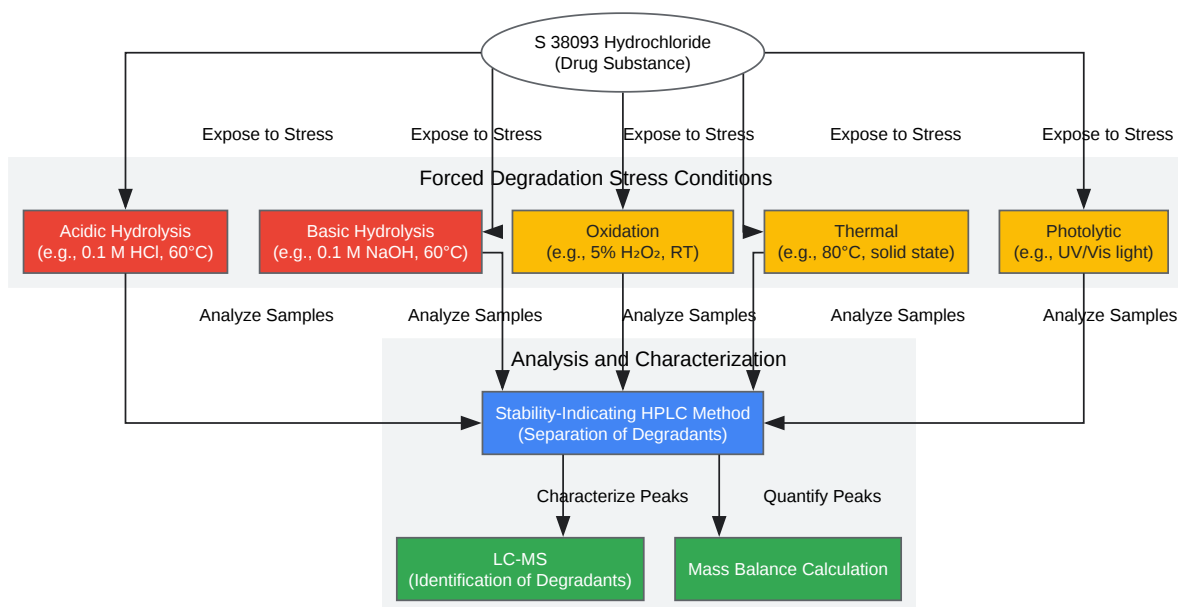 S 38093 Hydrochloride
(Drug Substance)
Expose to Stress
Expose to Stress
Expose to Stress
Expose to Stress
Expose to Stress
Forced Degradation Stress Conditions
Acidic Hydrolysis
(e.g., 0.1 M HCl, 60°C)
Basic Hydrolysis
(e.g., 0.1 M NaOH, 60°C)
Oxidation
(e.g., 5% H₂O₂, RT)
Thermal
(e.g., 80°C, solid state)
Photolytic
(e.g., UV/Vis light)
Analyze Samples
Analyze Samples
Analyze Samples
Analyze Samples
Analyze Samples
Analysis and Characterization
Stability-Indicating HPLC Method
(Separation of Degradants)
Characterize Peaks
Quantify Peaks
LC-MS
(Identification of Degradants)
Mass Balance Calculation